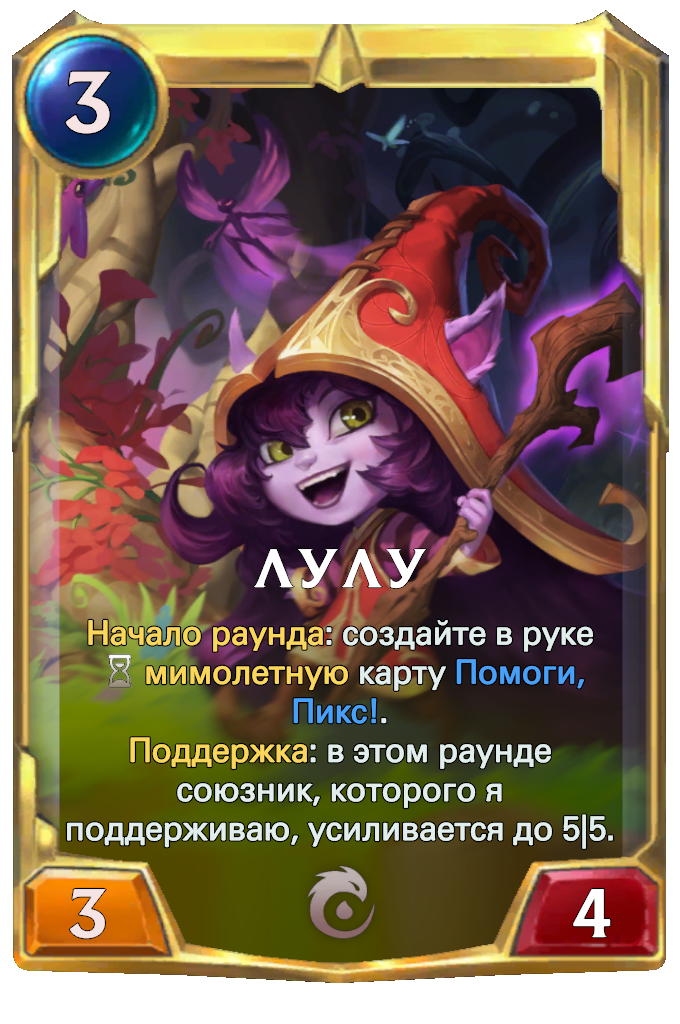 3
ЛУЛУ
Начало раунда: создайте в руке
мимолетную карту Помоги,
Пикс!.
Поддержка: в этом раунде
союзник, которого я
поддерживаю, усиливается до 5|5.
3
4